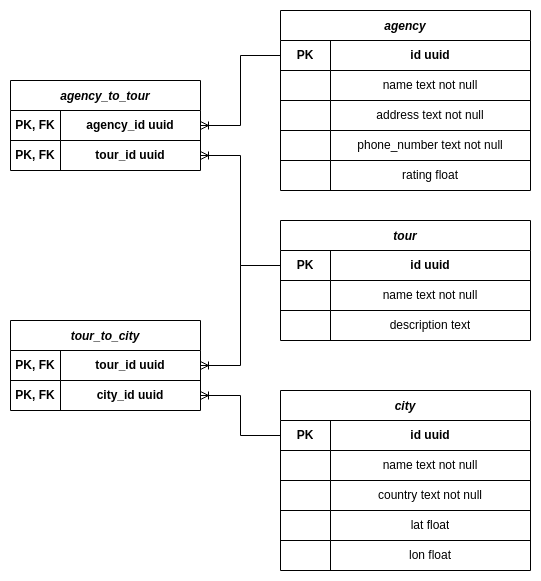 agency
PK id uuid
name text not null
address text not null
phone_number text not null
rating float
agency_to_tour
PK, FK agency_id uuid
PK, FK tour_id uuid
tour
PK id uuid
name text not null
description text
tour_to_city
PK, FK tour_id uuid
PK, FK city_id uuid
city
PK id uuid
name text not null
country text not null
lat float
lon float